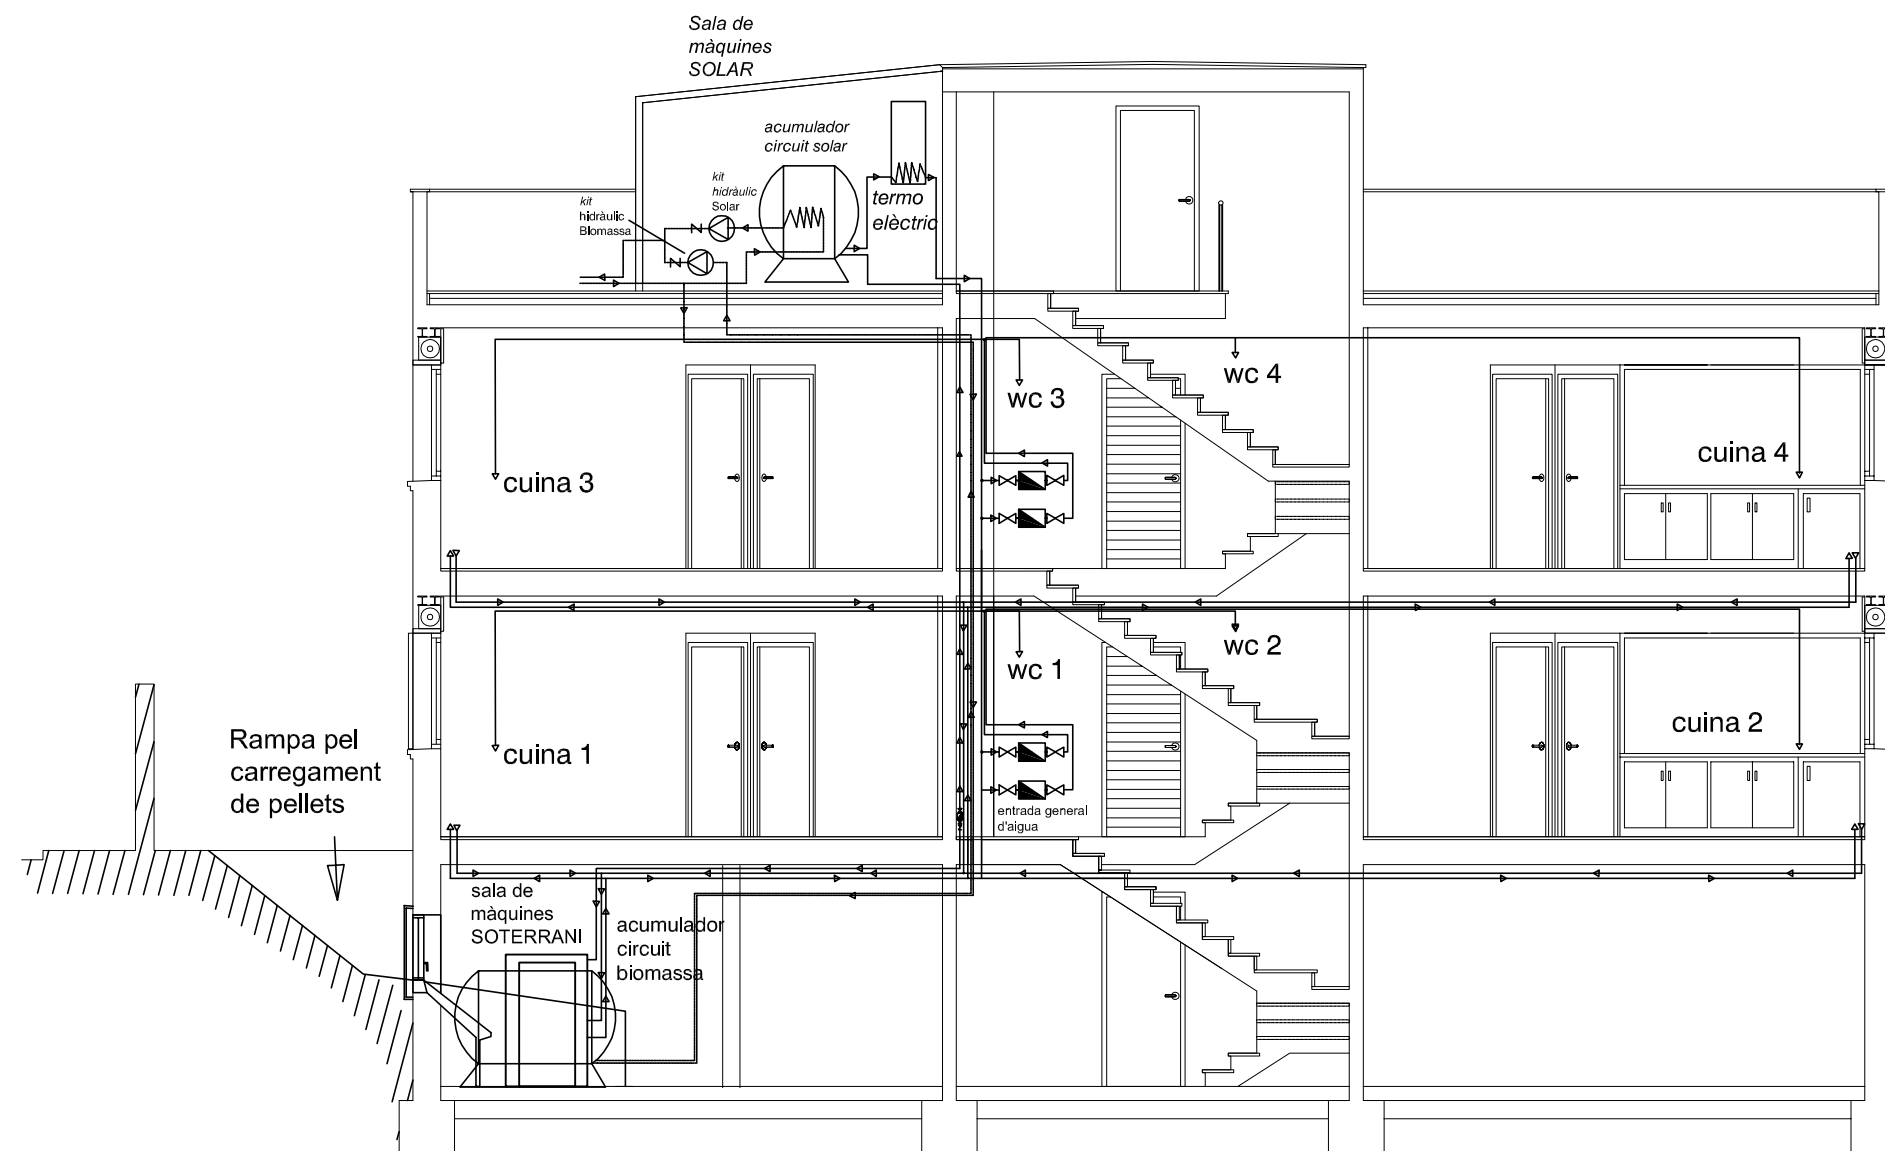 Sala de
màquines
SOLAR
acumulador
circuit solar
kit
hidràulic
Solar
kit
hidràulic
Biomassa
termo
elèctric
wc 3
wc 4
cuina 3
cuina 4
wc 1
wc 2
cuina 1
cuina 2
Rampa pel
carregament
de pellets
entrada general
d'aigua
sala de
màquines
SOTERRANI
acumulador
circuit
biomassa